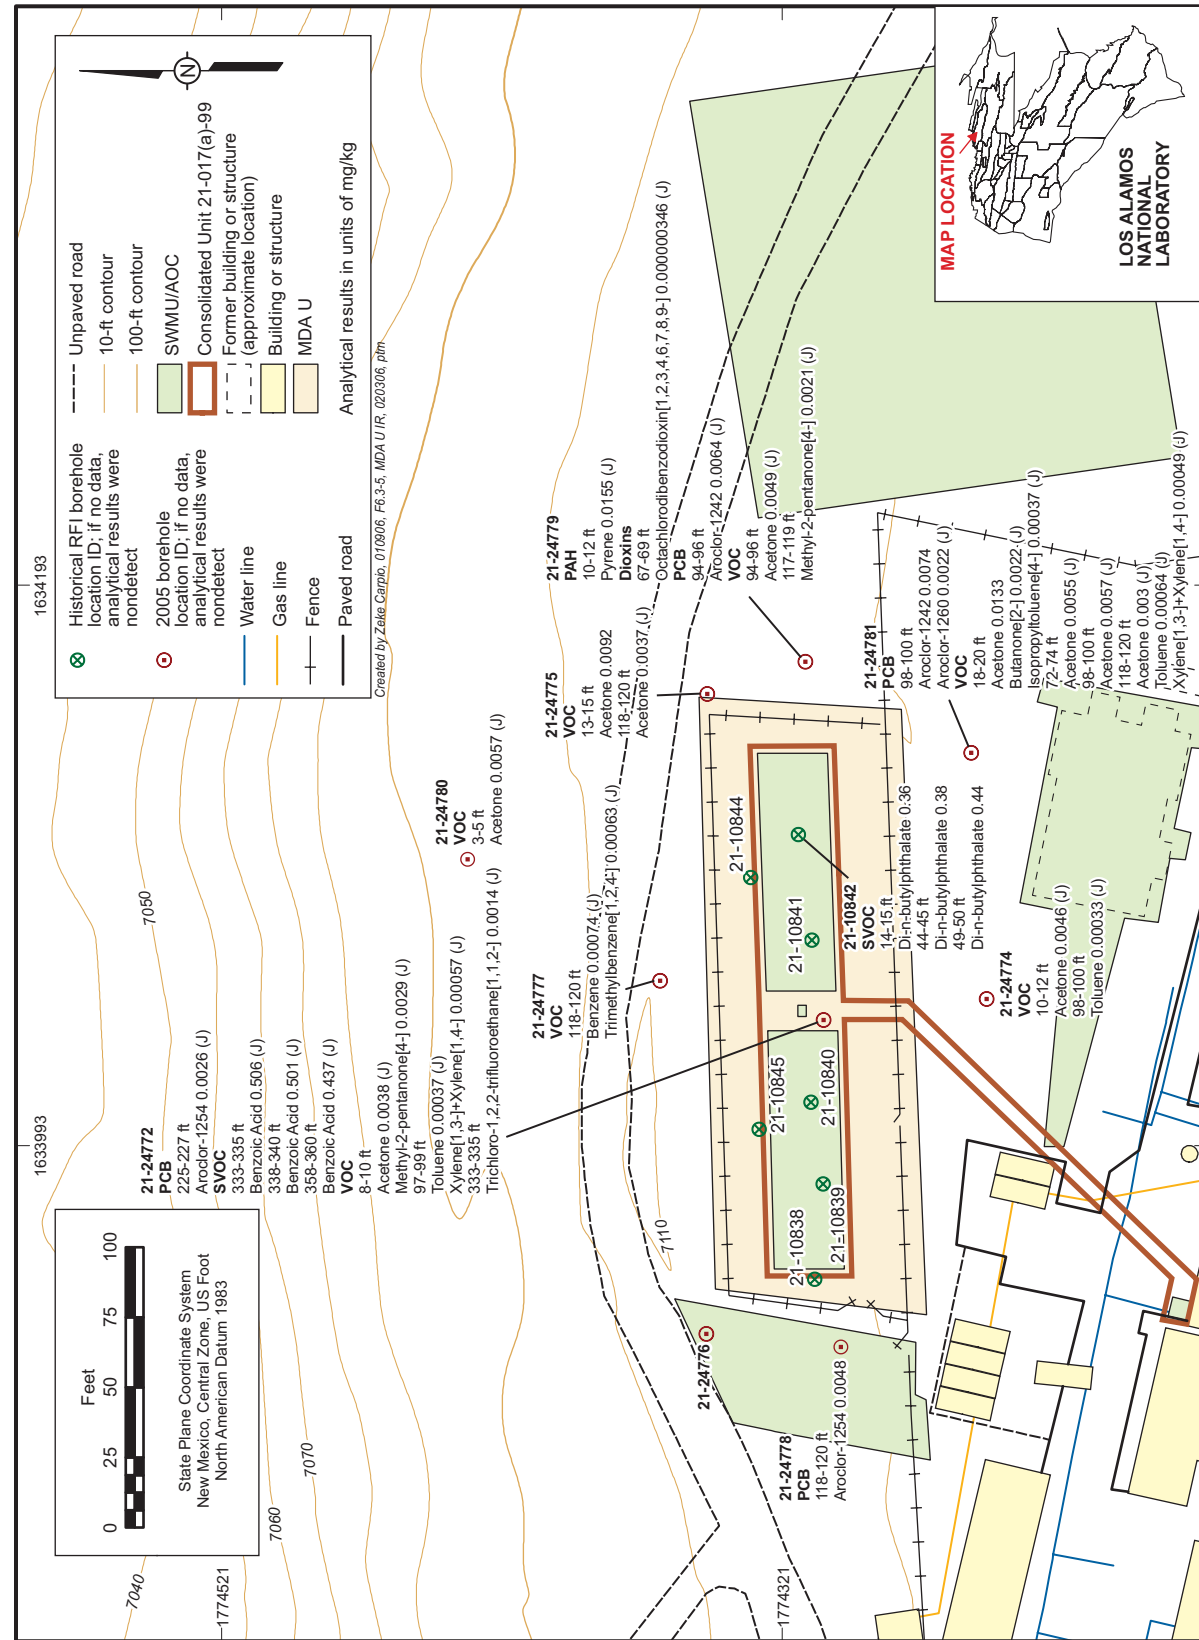 1633993
1634193
1774521
1774321
Feet
0 25 50 75 100
State Plane Coordinate System
New Mexico, Central Zone, US Foot
North American Datum 1983
Historical RFI borehole
location ID; if no data,
analytical results were
nondetect
2005 borehole
location ID; if no data,
analytical results were
nondetect
Water line
Gas line
Fence
Paved road
Unpaved road
10-ft contour
100-ft contour
SWMU/AOC
Consolidated Unit 21-017(a)-99
Former building or structure
(approximate location)
Building or structure
MDA U
Analytical results in units of mg/kg
N
Created by Zeke Carpio, 010906, F6.3-5, MDA U IR, 020306, ptm
7040
7050
7060
7070
7110
21-24772
PCB
225-227 ft
Aroclor-1254 0.0026 (J)
SVOC
333-335 ft
Benzoic Acid 0.506 (J)
338-340 ft
Benzoic Acid 0.501 (J)
358-360 ft
Benzoic Acid 0.437 (J)
VOC
8-10 ft
Acetone 0.0038 (J)
Methyl-2-pentanone[4-] 0.0029 (J)
97-99 ft
Toluene 0.00037 (J)
Xylene[1,3-]+Xylene[1,4-] 0.00057 (J)
333-335 ft
Trichloro-1,2,2-trifluoroethane[1,1,2-] 0.0014 (J)
21-24780
VOC
3-5 ft
Acetone 0.0057 (J)
21-24777
VOC
118-120 ft
Benzene 0.00074 (J)
Trimethylbenzene[1,2,4-] 0.00063 (J)
21-24775
VOC
13-15 ft
Acetone 0.0092
118-120 ft
Acetone 0.0037 (J)
21-24779
PAH
10-12 ft
Pyrene 0.0155 (J)
Dioxins
67-69 ft
Octachlorodibenzodioxin[1,2,3,4,6,7,8,9-] 0.000000346 (J)
PCB
94-96 ft
Aroclor-1242 0.0064 (J)
VOC
94-96 ft
Acetone 0.0049 (J)
117-119 ft
Methyl-2-pentanone[4-] 0.0021 (J)
21-24776
21-24778
PCB
118-120 ft
Aroclor-1254 0.0048
21-10838
21-10839
21-10845
21-10840
21-10841
21-10844
21-10842
SVOC
14-15 ft
Di-n-butylphthalate 0.36
44-45 ft
Di-n-butylphthalate 0.38
49-50 ft
Di-n-butylphthalate 0.44
21-24781
PCB
98-100 ft
Aroclor-1242 0.0074
Aroclor-1260 0.0022 (J)
VOC
18-20 ft
Acetone 0.0133
Butanone[2-] 0.0022 (J)
Isopropyltoluene[4-] 0.00037 (J)
72-74 ft
Acetone 0.0055 (J)
98-100 ft
Acetone 0.0057 (J)
118-120 ft
Acetone 0.003 (J)
Toluene 0.00064 (J)
Xylene[1,3-]+Xylene[1,4-] 0.00049 (J)
21-24774
VOC
10-12 ft
Acetone 0.0046 (J)
98-100 ft
Toluene 0.00033 (J)
MAP LOCATION
LOS ALAMOS
NATIONAL
LABORATORY